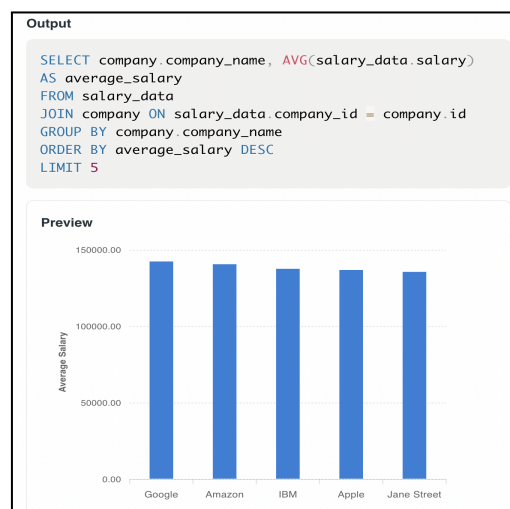 Output
SELECT company.company_name, AVG(salary_data.salary)
AS average_salary
FROM salary_data
JOIN company ON salary_data.company_id = company.id
GROUP BY company.company_name
ORDER BY average_salary DESC
LIMIT 5
Preview
150000.00
100000.00
50000.00
0.00
Average Salary
Google Amazon IBM Apple Jane Street